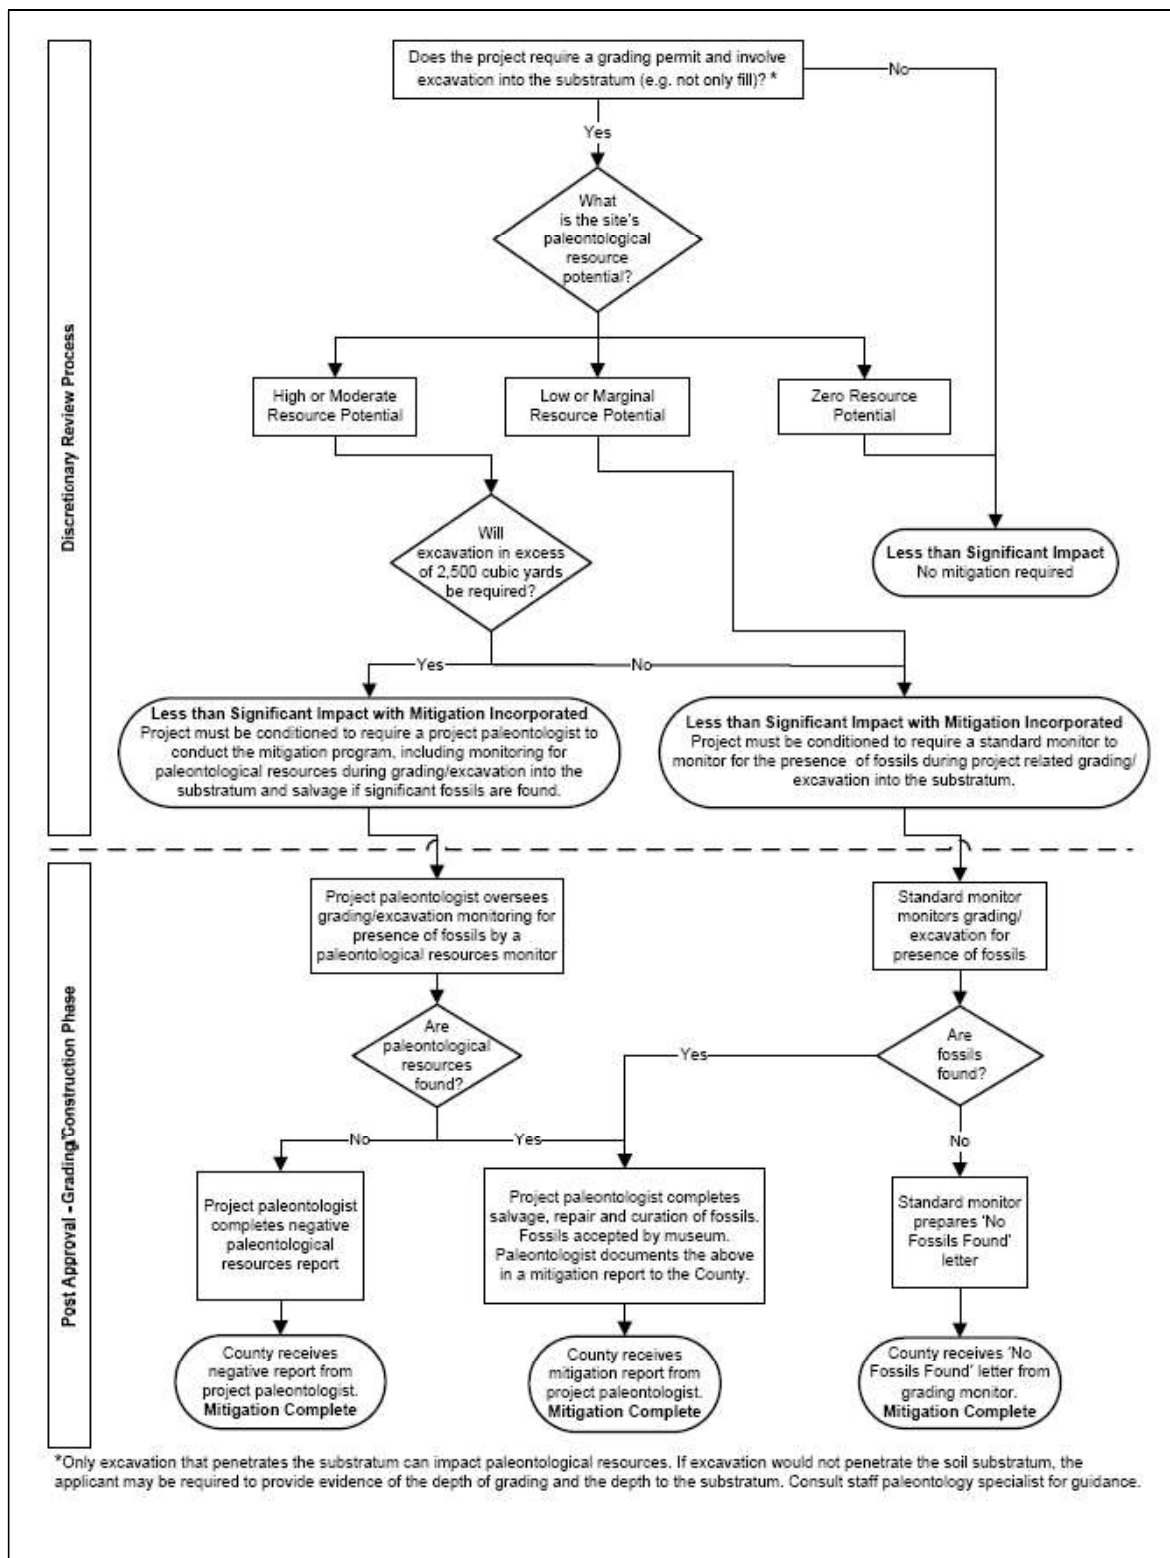 Discretionary Review Process
Does the project require a grading permit and involve
excavation into the substratum (e.g. not only fill)? *
No
Yes
What
is the site's
paleontological
resource
potential?
High or Moderate
Resource Potential
Low or Marginal
Resource Potential
Zero Resource
Potential
Will
excavation in excess
of 2,500 cubic yards
be required?
Less than Significant Impact
No mitigation required
Yes
No
Less than Significant Impact with Mitigation Incorporated
Project must be conditioned to require a project paleontologist to
conduct the mitigation program, including monitoring for
paleontological resources during grading/excavation into the
substratum and salvage if significant fossils are found.
Less than Significant Impact with Mitigation Incorporated
Project must be conditioned to require a standard monitor to
monitor for the presence of fossils during project related grading/
excavation into the substratum.
Post Approval - Grading/Construction Phase
Project paleontologist oversees
grading/excavation monitoring for
presence of fossils by a
paleontological resources monitor
Standard monitor
monitors grading/
excavation for
presence of fossils
Are
paleontological
resources
found?
Are
fossils
found?
Yes
No
Yes
No
Project paleontologist
completes negative
paleontological
resources report
Project paleontologist completes
salvage, repair and curation of fossils.
Fossils accepted by museum.
Paleontologist documents the above
in a mitigation report to the County.
Standard monitor
prepares 'No
Fossils Found'
letter
County receives
negative report from
project paleontologist.
Mitigation Complete
County receives
mitigation report from
project paleontologist.
Mitigation Complete
County receives 'No
Fossils Found' letter from
grading monitor.
Mitigation Complete
*Only excavation that penetrates the substratum can impact paleontological resources. If excavation would not penetrate the soil substratum, the
applicant may be required to provide evidence of the depth of grading and the depth to the substratum. Consult staff paleontology specialist for guidance.